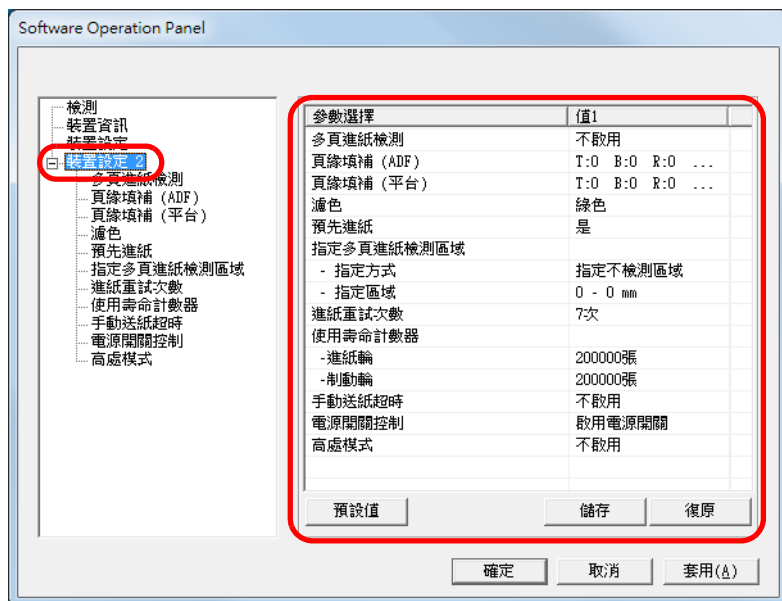 Software Operation Panel
檢測
裝置資訊
裝置設定
裝置設定 2
多頁進紙檢測
頁緣填補 (ADF)
頁緣填補 (平台)
濾色
預先進紙
指定多頁進紙檢測區域
進紙重試次數
使用壽命計數器
手動送紙超時
電源開關控制
高處模式
參數選擇 值1
多頁進紙檢測 不啟用
頁緣填補 (ADF) T:0 B:0 R:0 ...
頁緣填補 (平台) T:0 B:0 R:0 ...
濾色 綠色
預先進紙 是
指定多頁進紙檢測區域
- 指定方式 指定不檢測區域
- 指定區域 0 - 0 mm
進紙重試次數 7次
使用壽命計數器
-進紙輪 200000張
-制動輪 200000張
手動送紙超時 不啟用
電源開關控制 啟用電源開關
高處模式 不啟用
預設值 儲存 復原
確定 取消 套用(A)